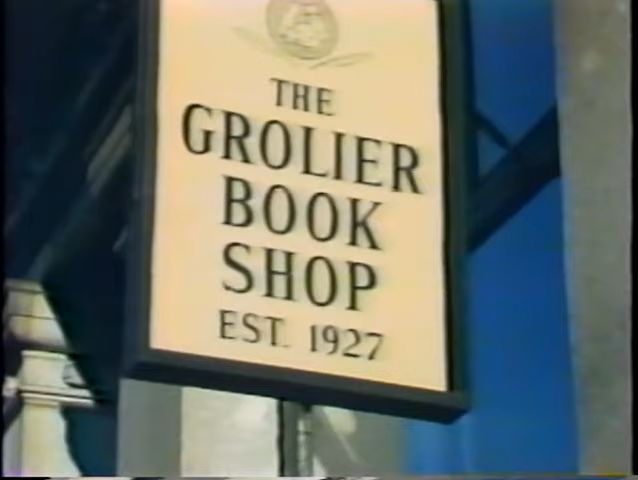 THE
GROLIER
BOOK
SHOP
EST. 1927